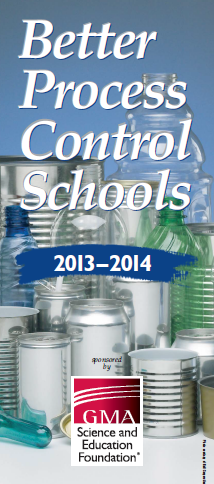 Better
Process
Control
Schools
2013–2014
sponsored
by
GMA
Science and
Education
Foundation®